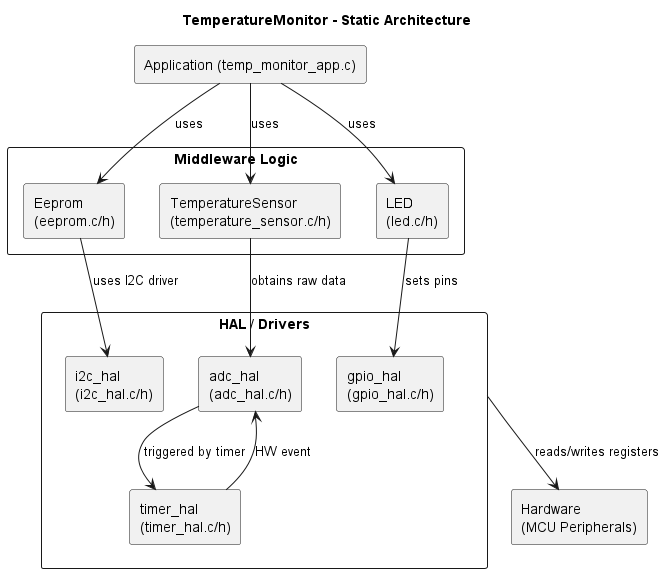 TemperatureMonitor - Static Architecture
Application (temp_monitor_app.c)
uses
uses
uses
Middleware Logic
Eeprom
(eeprom.c/h)
TemperatureSensor
(temperature_sensor.c/h)
LED
(led.c/h)
uses I2C driver
obtains raw data
sets pins
HAL / Drivers
i2c_hal
(i2c_hal.c/h)
adc_hal
(adc_hal.c/h)
gpio_hal
(gpio_hal.c/h)
triggered by timer
HW event
reads/writes registers
timer_hal
(timer_hal.c/h)
Hardware
(MCU Peripherals)